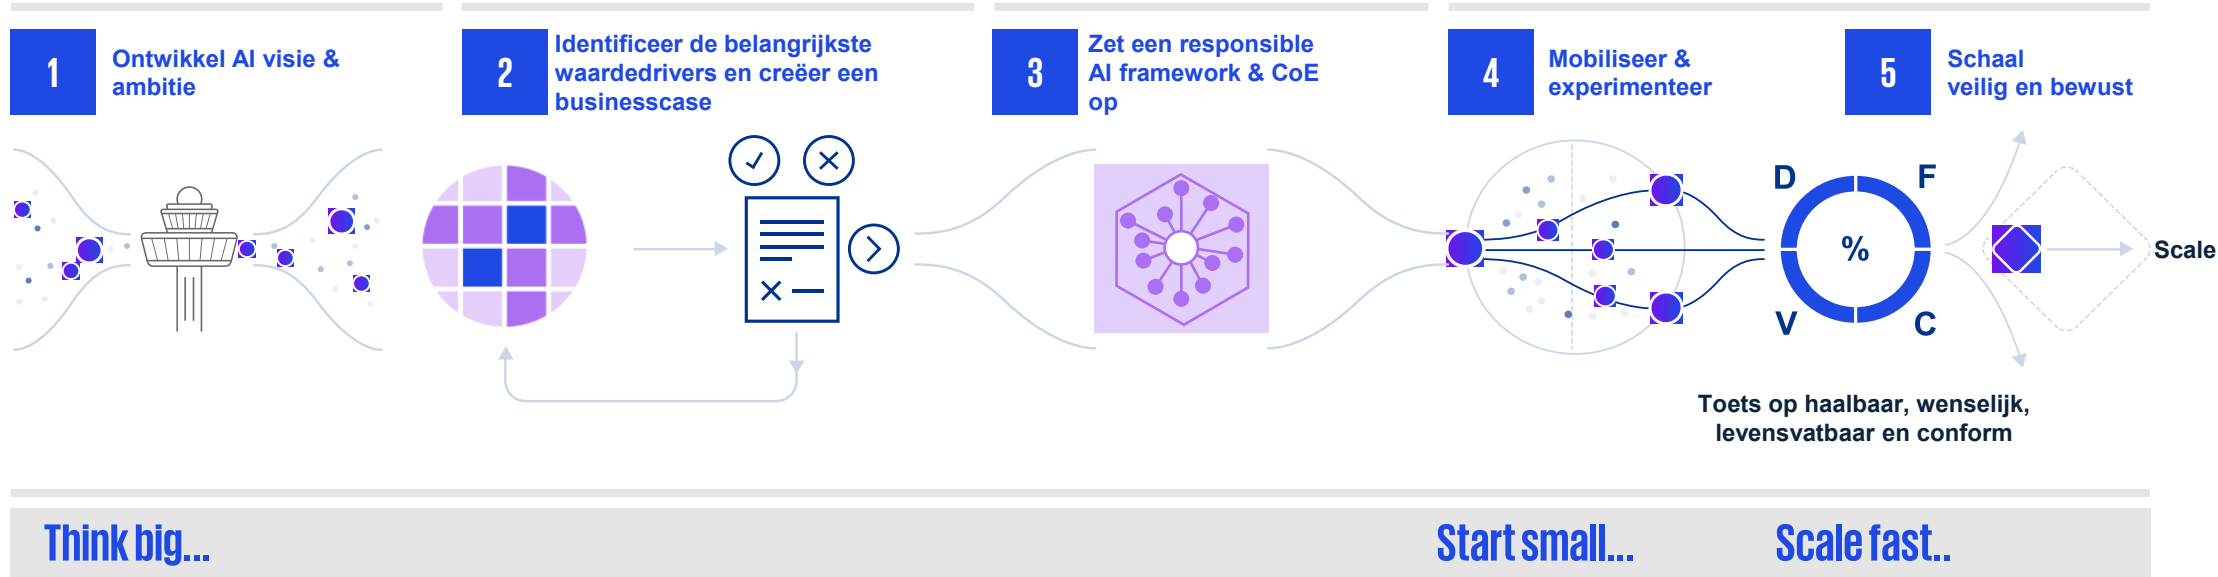 1
Ontwikkel AI visie &
ambitie
2
Identificeer de belangrijkste
waardedrivers en creëer een
businesscase
3
Zet een responsible
AI framework & CoE
op
4
Mobiliseer &
experimenteer
5
Schaal
veilig en bewust
D
F
%
V
C
Scale
Toets op haalbaar, wenselijk,
levensvatbaar en conform
Think big...
Start small...
Scale fast..